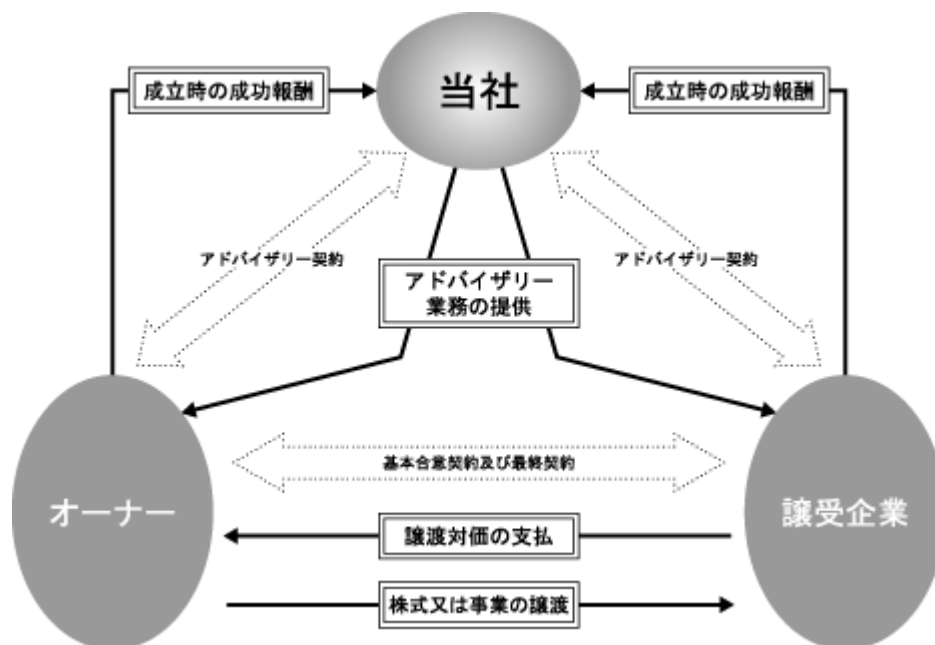 当社
成立時の成功報酬
成立時の成功報酬
アドバイザリー契約
アドバイザリー契約
アドバイザリー
業務の提供
基本合意契約及び最終契約
オーナー
譲受企業
譲渡対価の支払
株式又は事業の譲渡